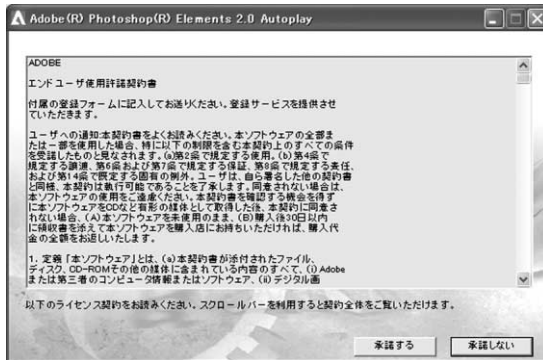 Adobe(R) Photoshop(R) Elements 2.0 Autoplay
ADOBE
エンドユーザ使用許諾契約書
付属の登録フォームに記入してお送りください。登録サービスを提供させ
ていただきます。
ユーザへの通知:本契約書をよくお読みください。本ソフトウェアの全部ま
たは一部を使用した場合、特に以下の制限を含む本契約上のすべての条件
を受諾したものと見なされます。(a)第2条で規定する使用。(b)第4条で
規定する譲渡、第6条および第7条で規定する保証、第8条で規定する責任、
および第14条で既定する固有の例外。ユーザは、自ら署名した他の契約書
と同様、本契約は執行可能であることを了承します。同意されない場合は、
本ソフトウェアの使用をご遠慮ください。本契約書を確認する機会を得ず
に本ソフトウェアをCDなど有形の媒体として取得した後、本契約に同意さ
れない場合、(A)本ソフトウェアを未使用のまま、(B)購入後30日以内
に領収書を添えて本ソフトウェアを購入店にお持ちいただければ、購入代
金の全額をお返しいたします。
1. 定義「本ソフトウェア」とは、(a)本契約書が添付されたファイル、
ディスク、CD-ROMその他の媒体に含まれている内容のすべて、(i) Adobe
または第三者のコンピュータ情報またはソフトウェア、(ii) デジタル画
以下のライセンス契約をお読みください。スクロールバーを利用すると契約全体をご覧いただけます。
承諾する
承諾しない